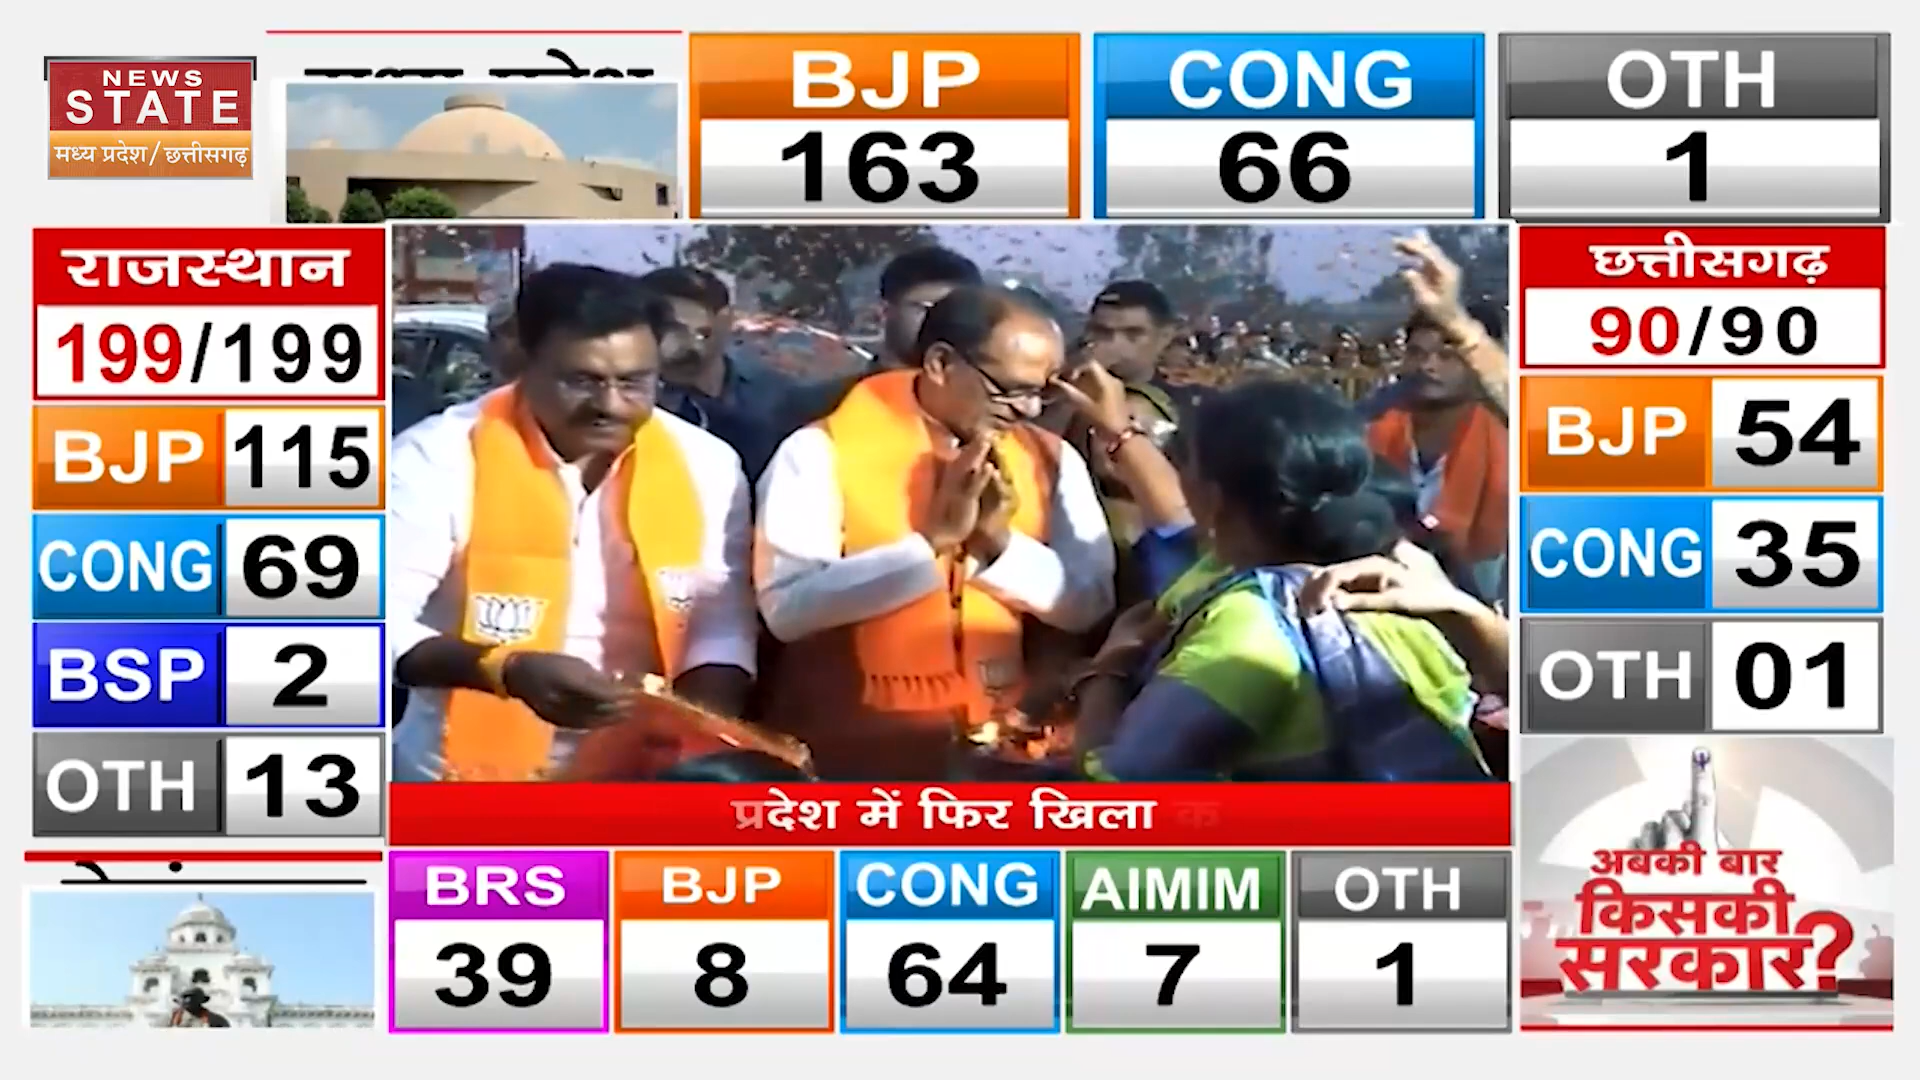 NEWS
STATE
मध्य प्रदेश/छत्तीसगढ़
BJP
163
CONG
66
OTH
1
राजस्थान
199/199
BJP 115
CONG 69
BSP 2
OTH 13
छत्तीसगढ़
90/90
BJP 54
CONG 35
OTH 01
प्रदेश में फिर खिला क
BRS
39
BJP
8
CONG
64
AIMIM
7
OTH
1
अबकी बार
किसकी
सरकार?